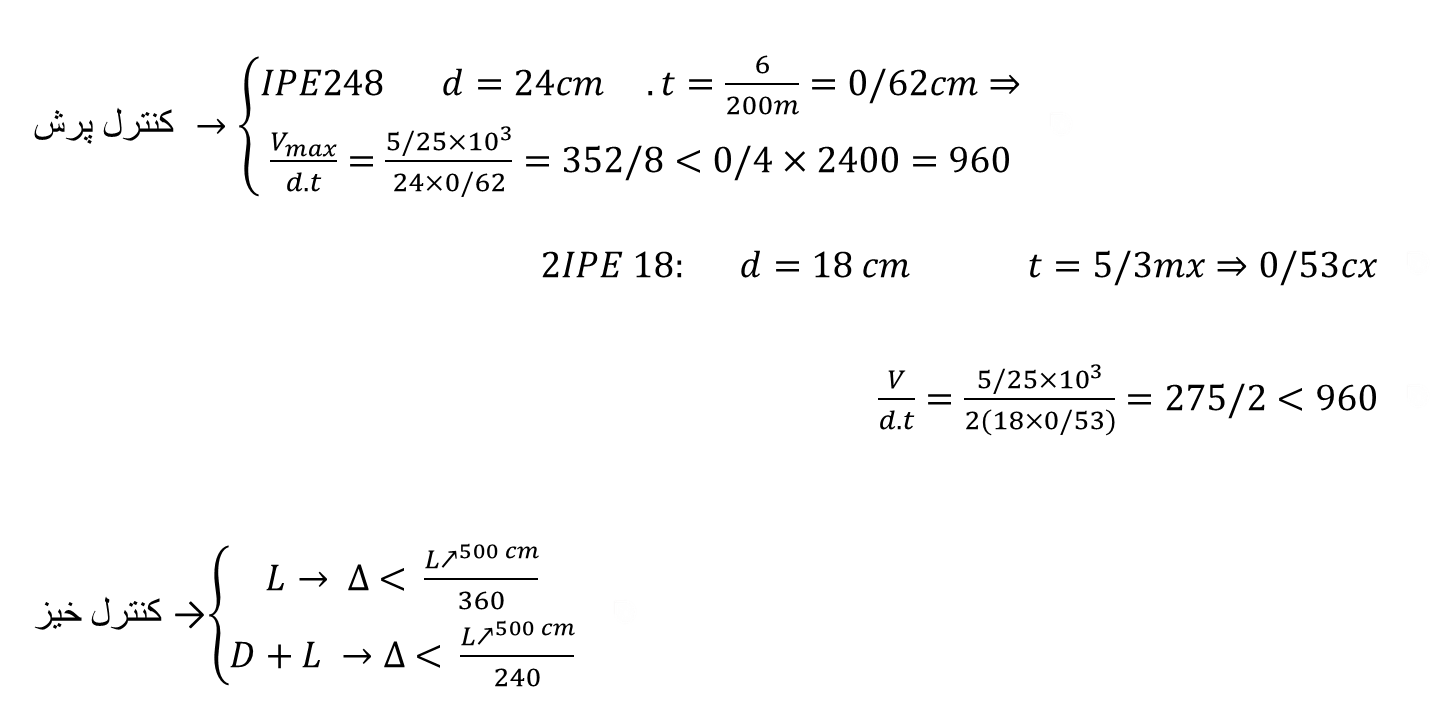 کنترل پرش → { IPE248 d = 24cm . t = 6/200m = 0/62cm ⇒
Vmax/d.t = 5/25×10³/24×0/62 = 352/8 < 0/4 × 2400 = 960
2IPE 18: d = 18 cm t = 5/3mx ⇒ 0/53cx
V/d.t = 5/25×10³/2(18×0/53) = 275/2 < 960
کنترل خیز → { L → Δ < L↗500 cm/360
D + L → Δ < L↗500 cm/240